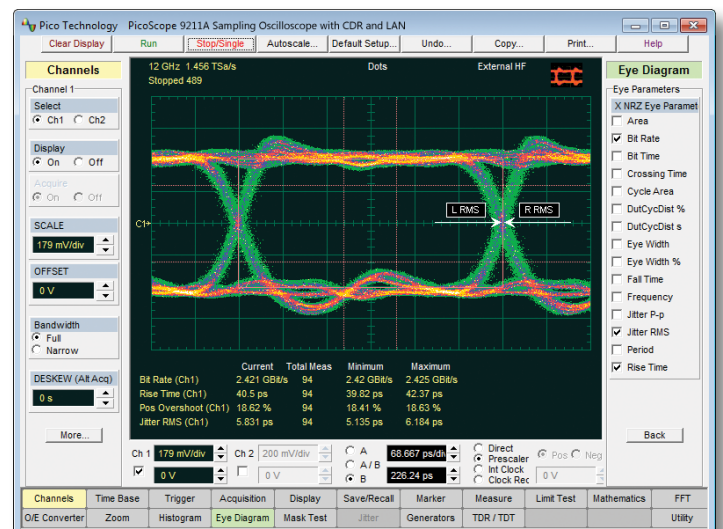 Pico Technology PicoScope 9211A Sampling Oscilloscope with CDR and LAN
Clear Display Run Stop/Single Autoscale... Default Setup... Undo... Copy... Print... Help
Channels
Channel 1
Select
Ch1 Ch2
Display
On Off
Acquire
On Off
SCALE
179 mV/div
OFFSET
0 V
Bandwidth
Full
Narrow
DESKEW (Alt Acq)
0 s
More...
12 GHz 1.456 TSa/s Dots External HF
Stopped 489
C1+
L RMS R RMS
Current Total Meas Minimum Maximum
Bit Rate (Ch1) 2.421 GBit/s 94 2.42 GBit/s 2.425 GBit/s
Rise Time (Ch1) 40.5 ps 94 39.82 ps 42.37 ps
Pos Overshoot (Ch1) 18.62 % 94 18.41 % 18.63 %
Jitter RMS (Ch1) 5.831 ps 94 5.135 ps 6.184 ps
Eye Diagram
Eye Parameters
X NRZ Eye Paramet
Area
Bit Rate
Bit Time
Crossing Time
Cycle Area
DutCycDist %
DutCycDist s
Eye Width
Eye Width %
Fall Time
Frequency
Jitter P-p
Jitter RMS
Period
Rise Time
Back
Ch 1 179 mV/div Ch 2 200 mV/div A 68.667 ps/div Direct Pos Neg
A / B Prescaler
0 V 0 V B 226.24 ps Int Clock 0 V
Clock Rec
Channels Time Base Trigger Acquisition Display Save/Recall Marker Measure Limit Test Mathematics FFT
O/E Converter Zoom Histogram Eye Diagram Mask Test Jitter Generators TDR / TDT Utility